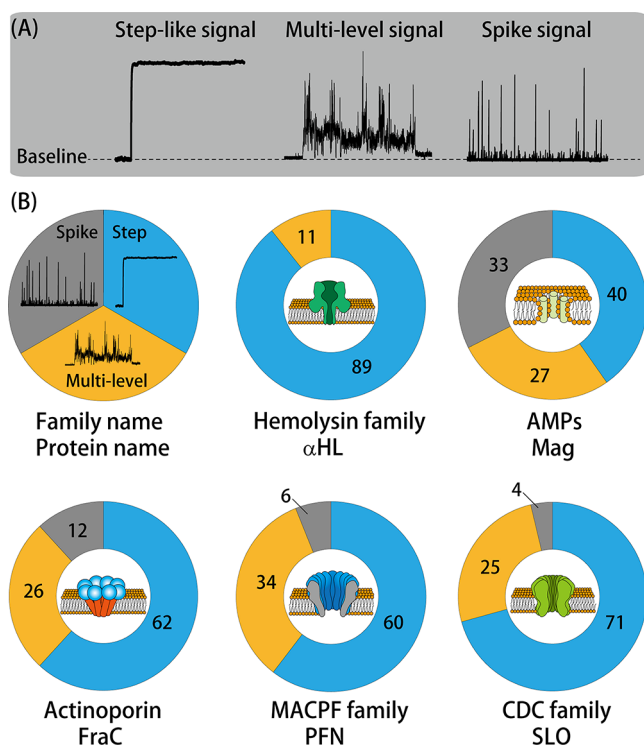 (A)
Step-like signal
Multi-level signal
Spike signal
Baseline
(B)
Spike
Step
Multi-level
Family name
Protein name
11
89
Hemolysin family
αHL
33
40
27
AMPs
Mag
12
26
62
Actinoporin
FraC
6
34
60
MACPF family
PFN
4
25
71
CDC family
SLO